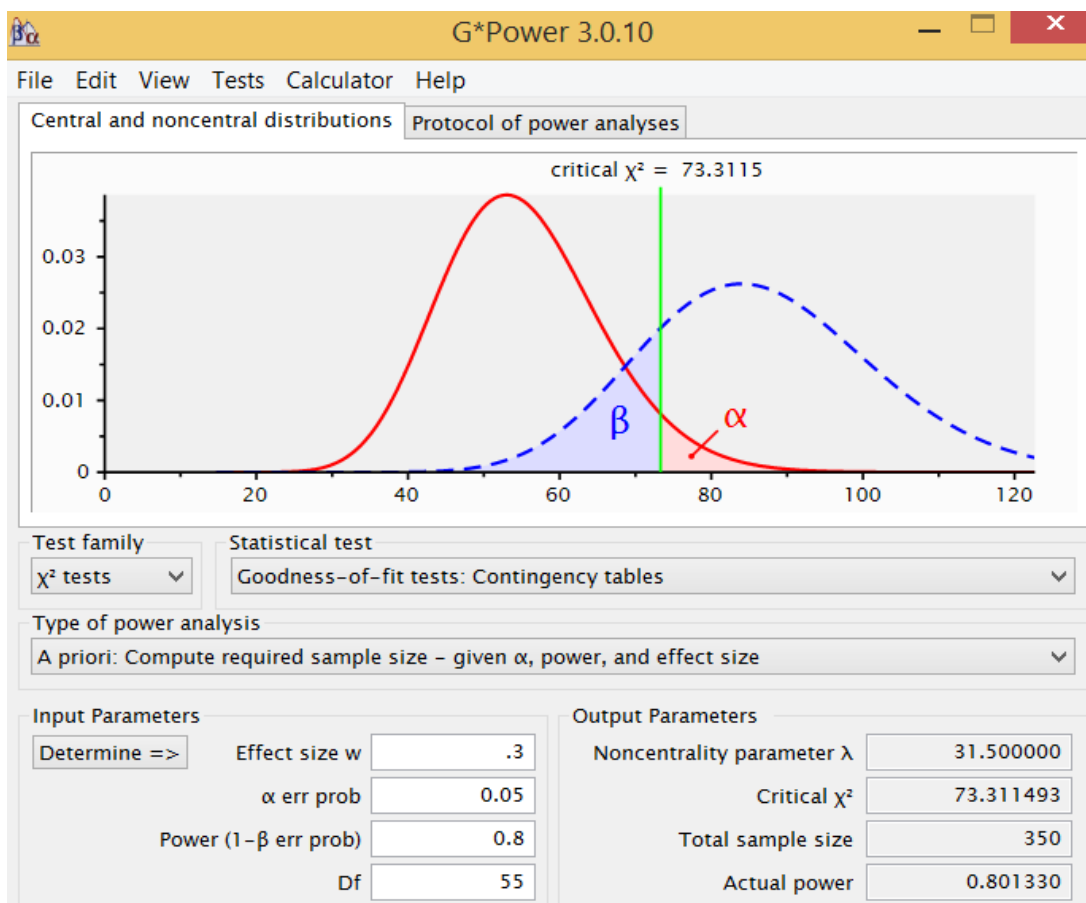 G*Power 3.0.10
File Edit View Tests Calculator Help
Central and noncentral distributions Protocol of power analyses
critical χ² = 73.3115
0.03
0.02
0.01
0
β
α
0 20 40 60 80 100 120
Test family Statistical test
χ² tests Goodness-of-fit tests: Contingency tables
Type of power analysis
A priori: Compute required sample size – given α, power, and effect size
Input Parameters Output Parameters
Determine => Effect size w .3 Noncentrality parameter λ 31.500000
α err prob 0.05 Critical χ² 73.311493
Power (1-β err prob) 0.8 Total sample size 350
Df 55 Actual power 0.801330